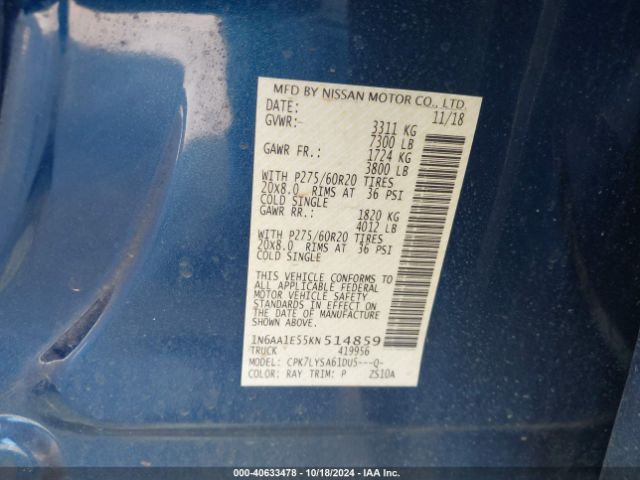 MFD BY NISSAN MOTOR CO., LTD.
DATE: 11/18
GVWR: 3311 KG
7300 LB
GAWR FR.: 1724 KG
3800 LB
WITH P275/60R20 TIRES
20X8.0 RIMS AT 36 PSI
COLD SINGLE
GAWR RR.: 1820 KG
4012 LB
WITH P275/60R20 TIRES
20X8.0 RIMS AT 36 PSI
COLD SINGLE
THIS VEHICLE CONFORMS TO
ALL APPLICABLE FEDERAL
MOTOR VEHICLE SAFETY
STANDARDS IN EFFECT ON
THE DATE OF MANUFACTURE
SHOWN ABOVE.
1N6AA1E55KN514859
TRUCK 419956
MODEL: CPK7LYSA61DU5---Q-
COLOR: RAY TRIM: P ZS10A
000-40633478 - 10/18/2024 - IAA Inc.